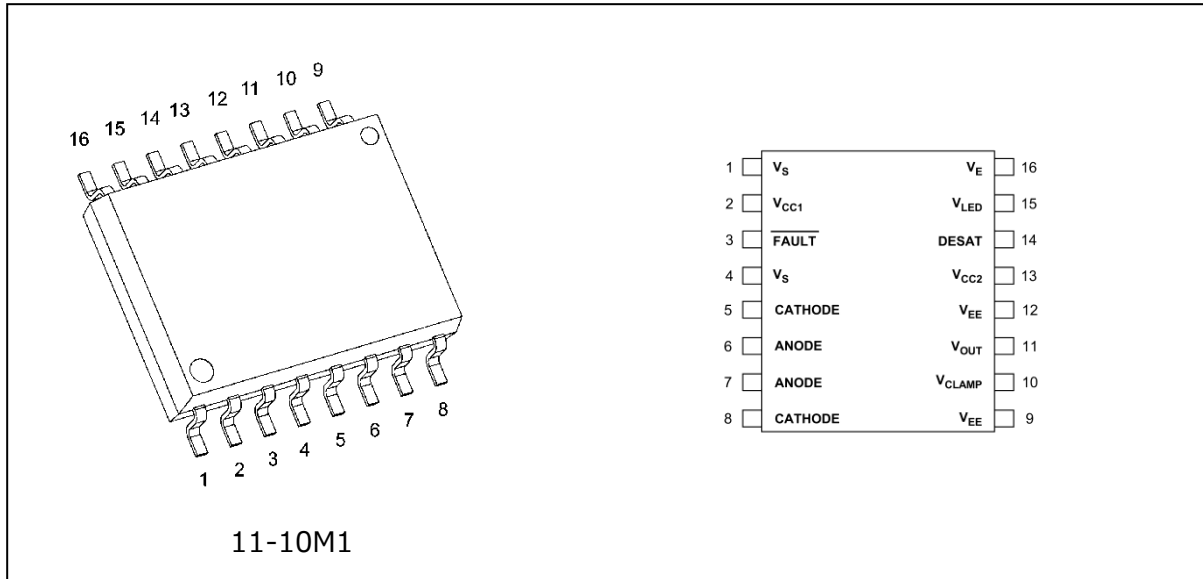 16 15 14 13 12 11 10 9
1 2 3 4 5 6 7 8
11-10M1
1 VS VE 16
2 VCC1 VLED 15
3 FAULT DESAT 14
4 VS VCC2 13
5 CATHODE VEE 12
6 ANODE VOUT 11
7 ANODE VCLAMP 10
8 CATHODE VEE 9